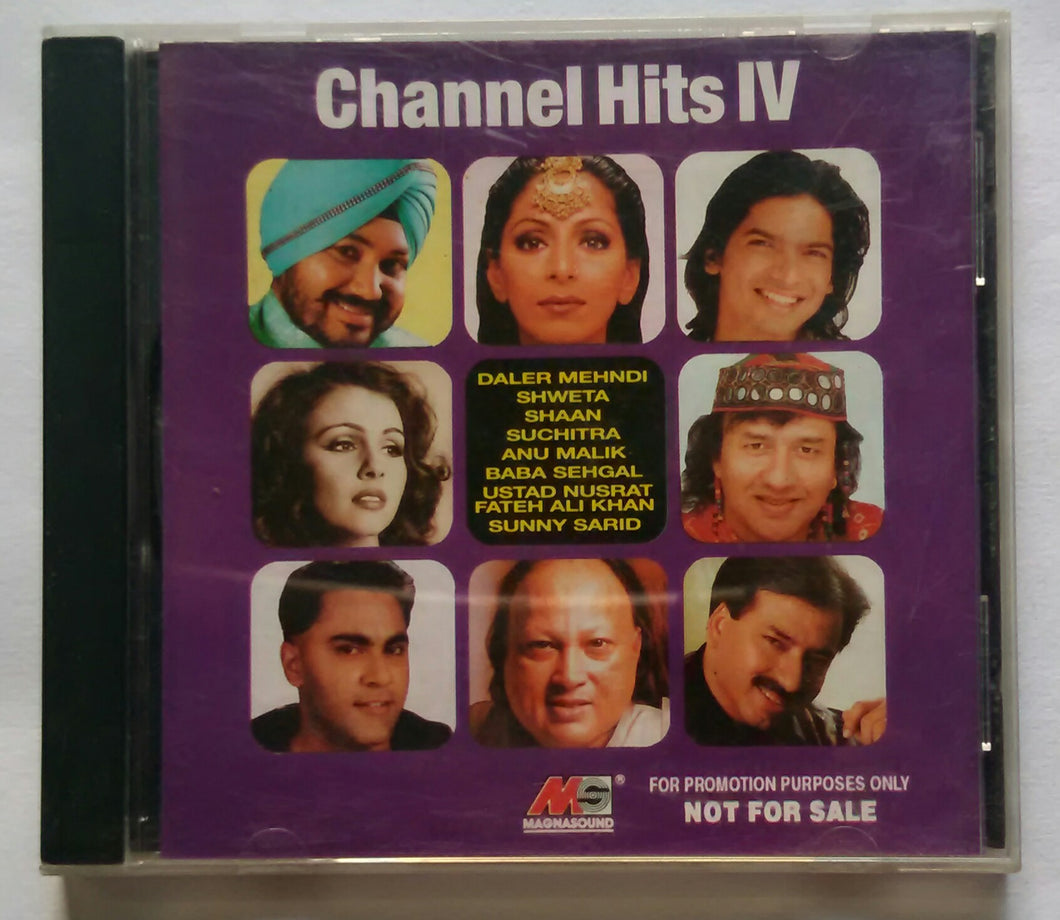 Channel Hits IV
DALER MEHNDI
SHWETA
SHAAN
SUCHITRA
ANU MALIK
BABA SEHGAL
USTAD NUSRAT
FATEH ALI KHAN
SUNNY SARID
MS ®
MAGNASOUND
FOR PROMOTION PURPOSES ONLY
NOT FOR SALE